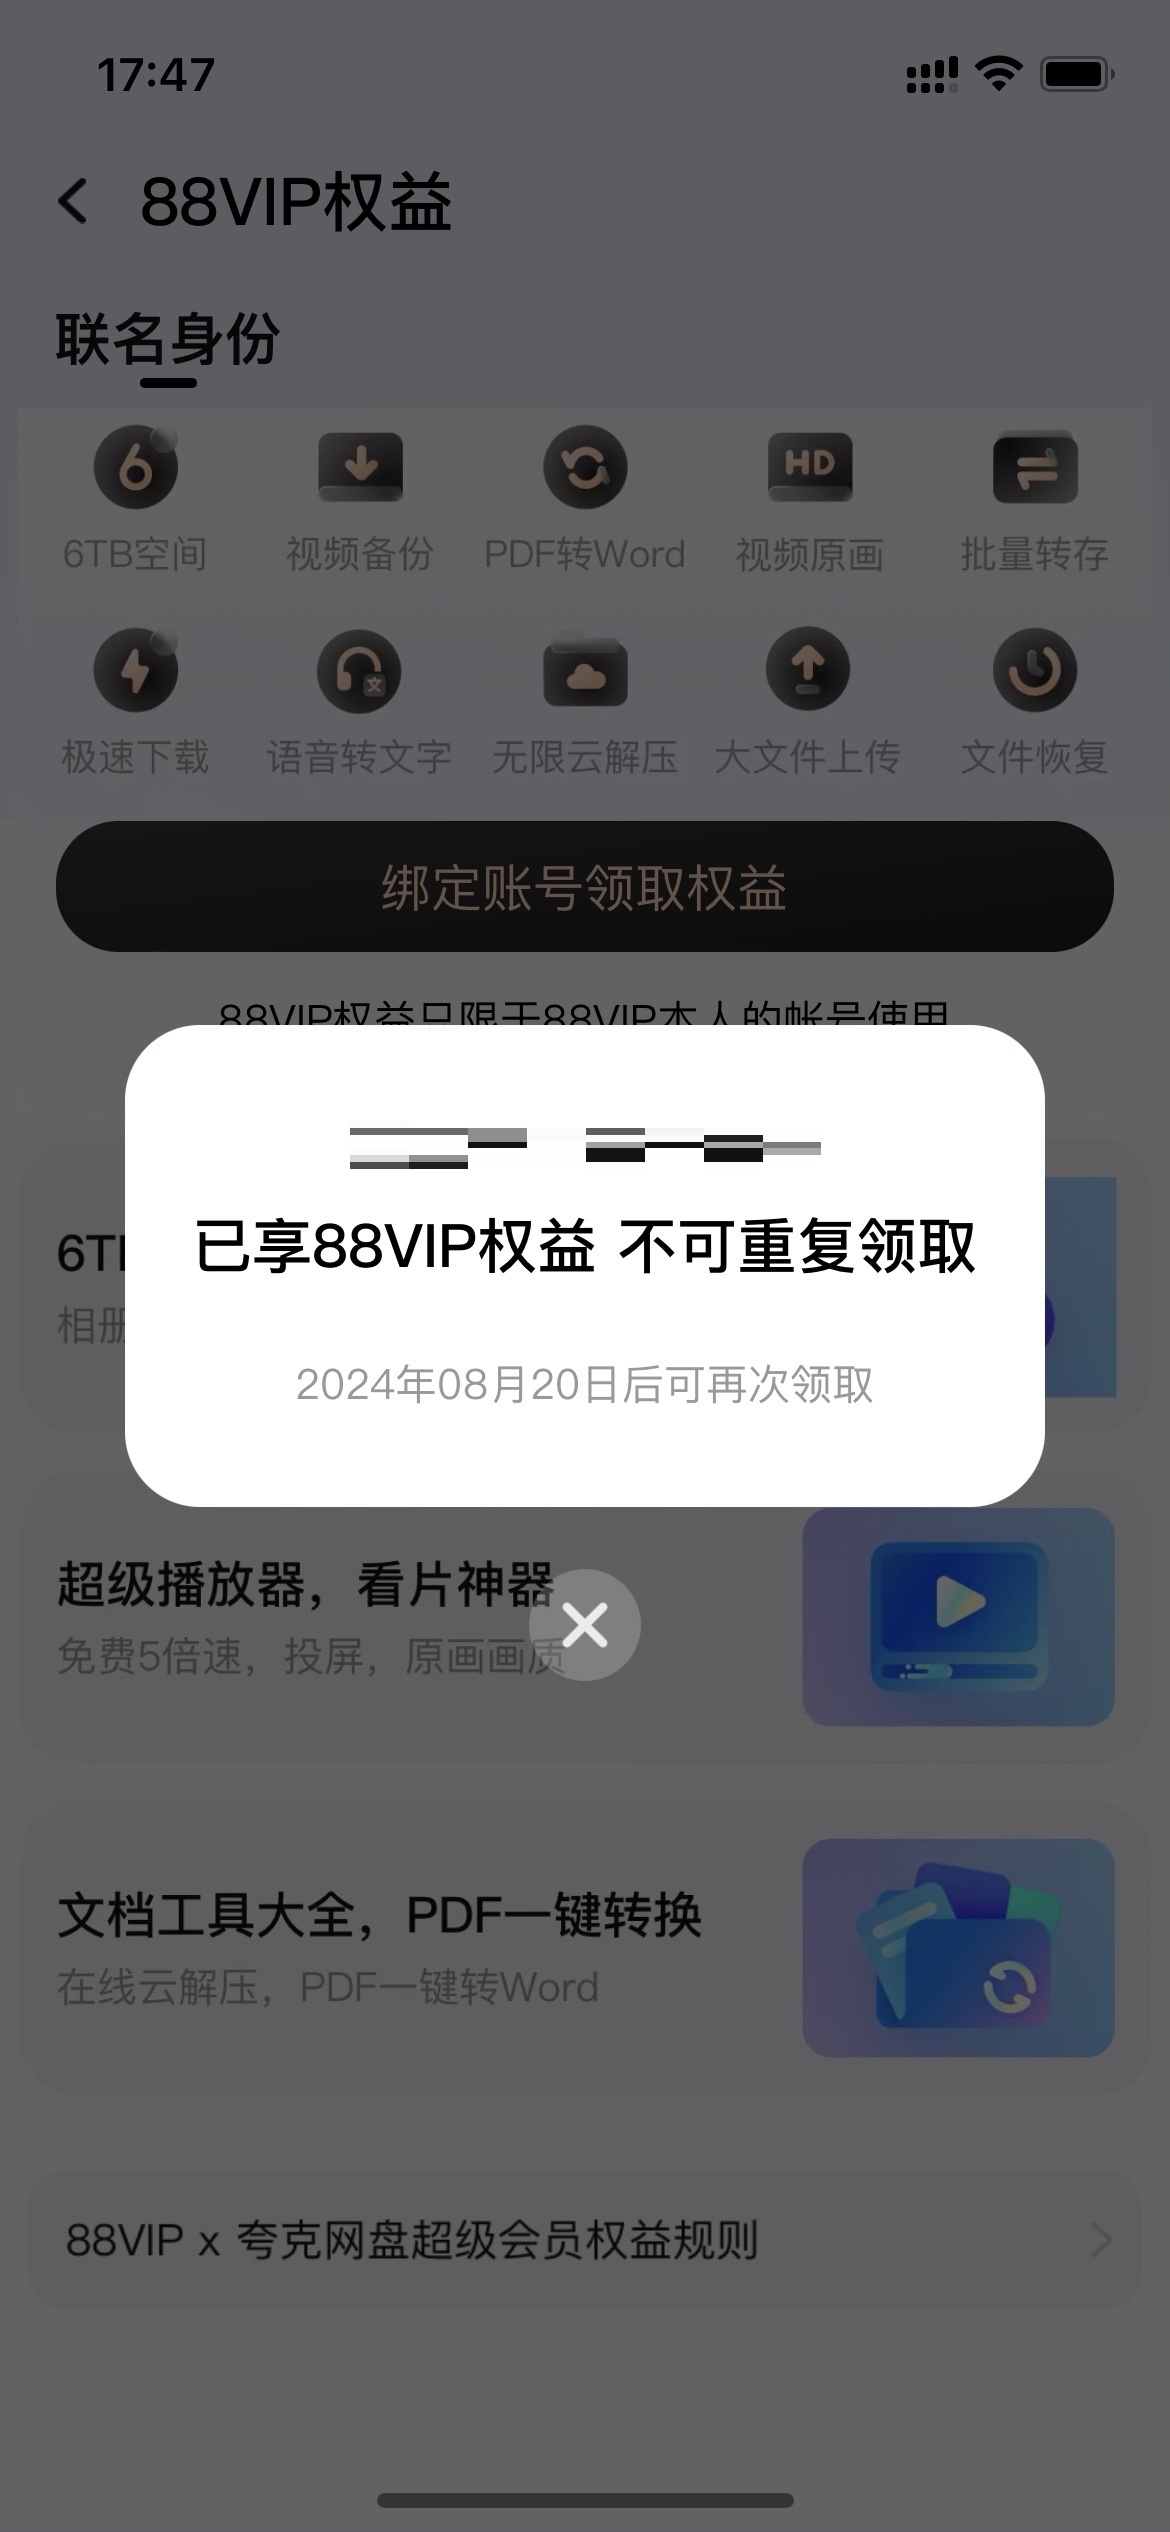 17:47
88VIP权益
联名身份
6
HD
6TB空间 视频备份 PDF转Word 视频原画 批量转存
文
极速下载 语音转文字 无限云解压 大文件上传 文件恢复
绑定账号领取权益
88VIP权益只限于88VIP本人的帐号使用
已享88VIP权益 不可重复领取
2024年08月20日后可再次领取
相册
超级播放器，看片神器
免费5倍速，投屏，原画画质
文档工具大全，PDF一键转换
在线云解压，PDF一键转Word
88VIP x 夸克网盘超级会员权益规则